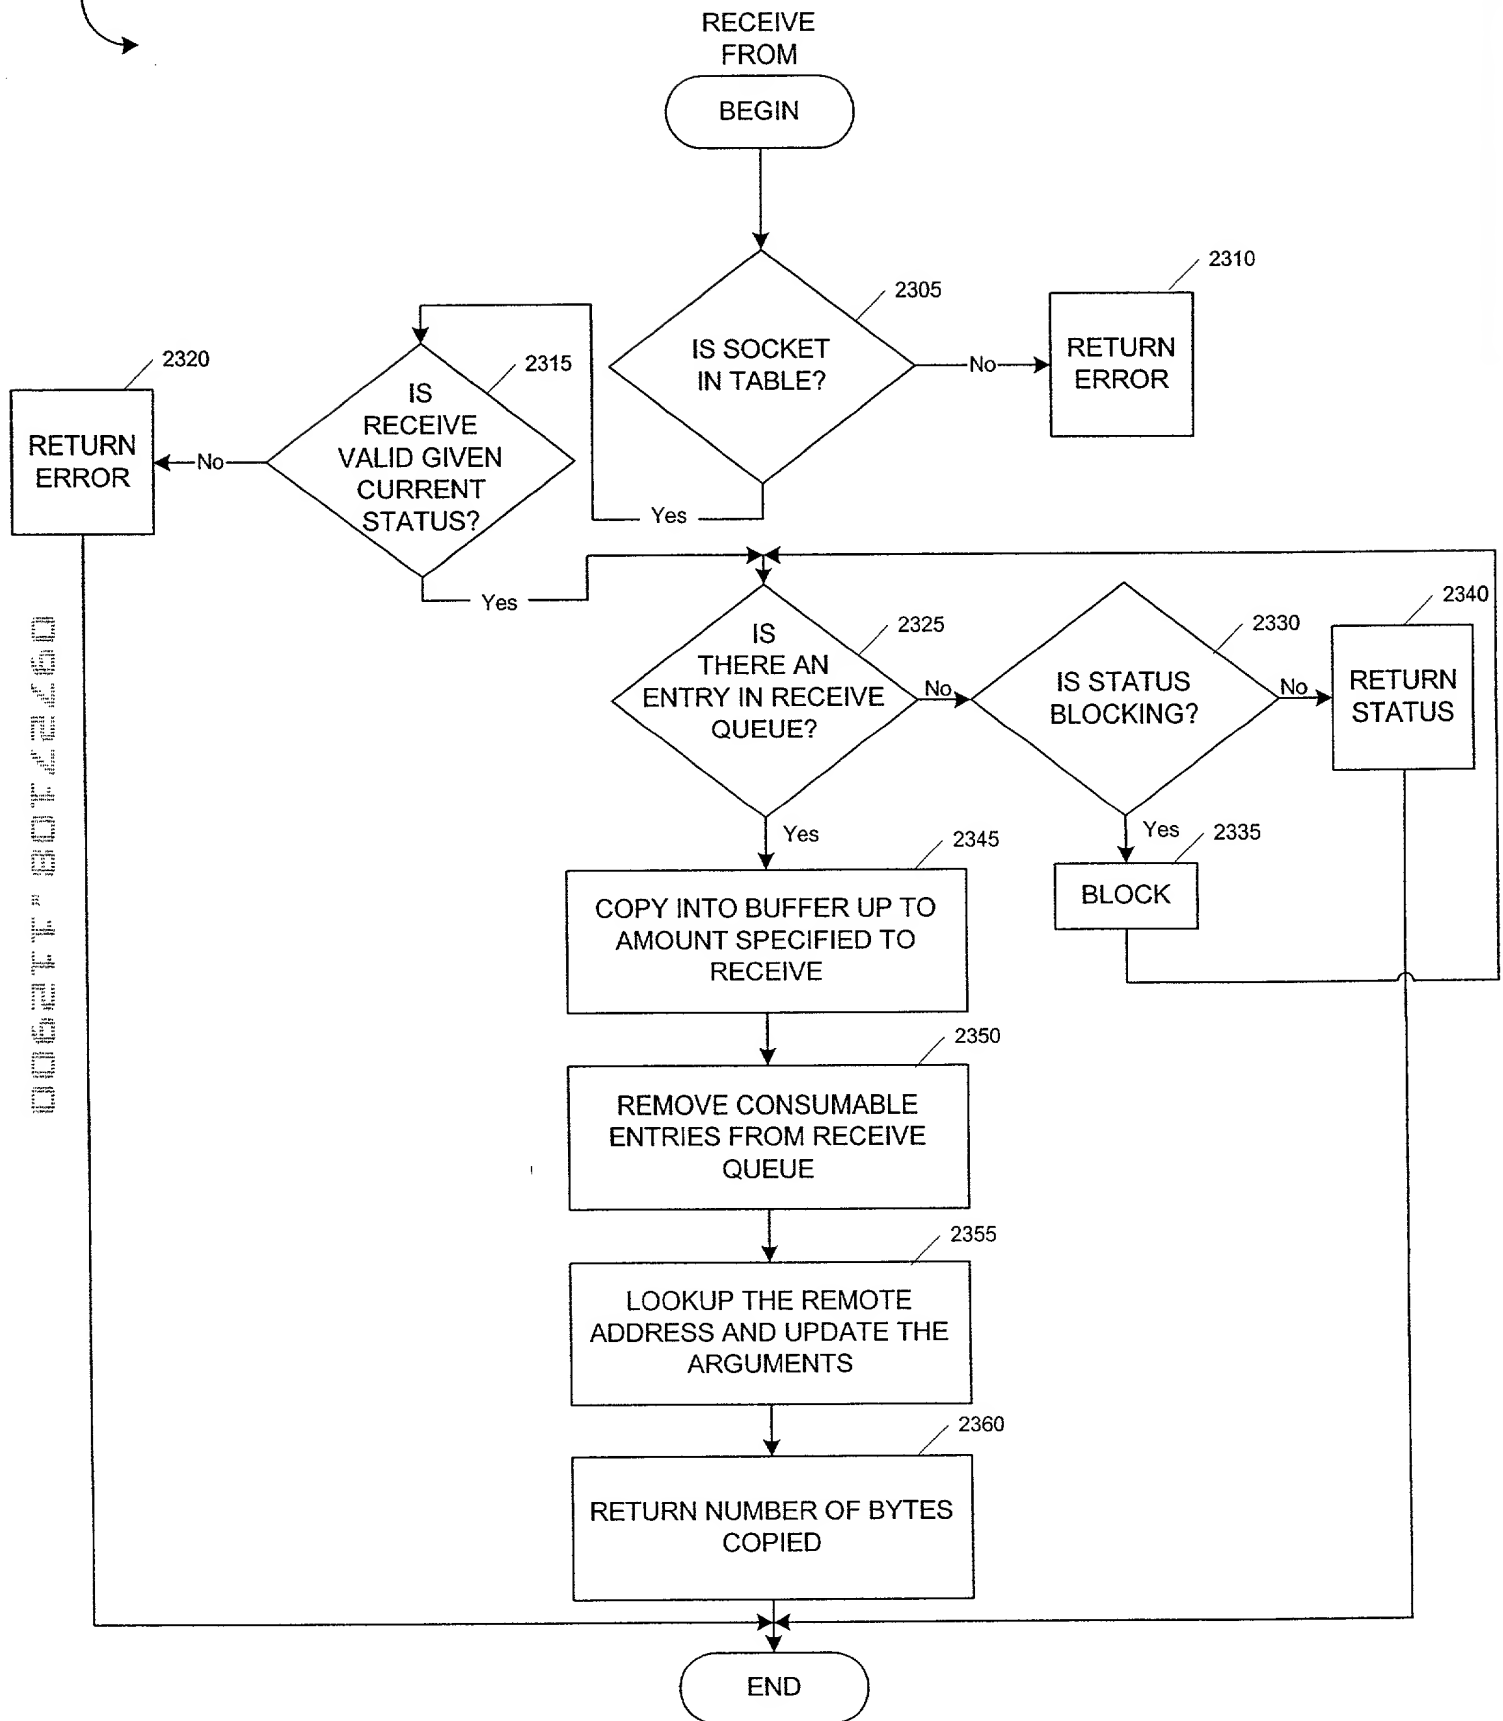 RECEIVE
FROM
BEGIN
2305
IS SOCKET
IN TABLE?
No
2310
RETURN
ERROR
Yes
2315
IS
RECEIVE
VALID GIVEN
CURRENT
STATUS?
No
2320
RETURN
ERROR
Yes
2325
IS
THERE AN
ENTRY IN RECEIVE
QUEUE?
No
2330
IS STATUS
BLOCKING?
No
2340
RETURN
STATUS
Yes
2335
BLOCK
Yes
2345
COPY INTO BUFFER UP TO
AMOUNT SPECIFIED TO
RECEIVE
2350
REMOVE CONSUMABLE
ENTRIES FROM RECEIVE
QUEUE
2355
LOOKUP THE REMOTE
ADDRESS AND UPDATE THE
ARGUMENTS
2360
RETURN NUMBER OF BYTES
COPIED
END
09727108.112900